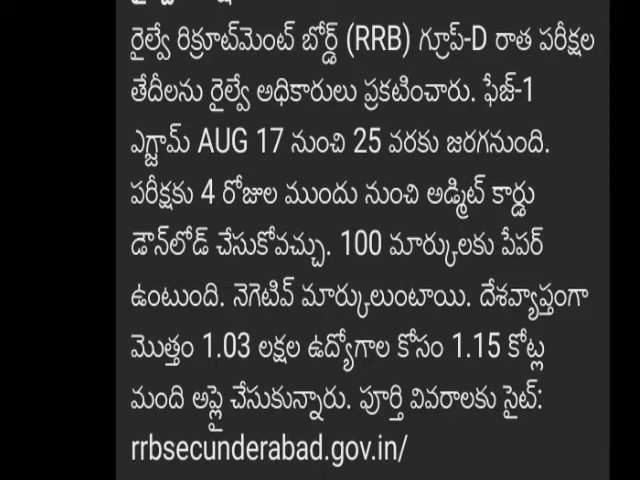 రైల్వే రిక్రూట్‌మెంట్ బోర్డ్ (RRB) గ్రూప్-D రాత పరీక్షల
తేదీలను రైల్వే అధికారులు ప్రకటించారు. ఫేజ్-1
ఎగ్జామ్ AUG 17 నుంచి 25 వరకు జరగనుంది.
పరీక్షకు 4 రోజుల ముందు నుంచి అడ్మిట్ కార్డు
డౌన్‌లోడ్ చేసుకోవచ్చు. 100 మార్కులకు పేపర్
ఉంటుంది. నెగెటివ్ మార్కులుంటాయి. దేశవ్యాప్తంగా
మొత్తం 1.03 లక్షల ఉద్యోగాల కోసం 1.15 కోట్ల
మంది అప్లై చేసుకున్నారు. పూర్తి వివరాలకు సైట్:
rrbsecunderabad.gov.in/